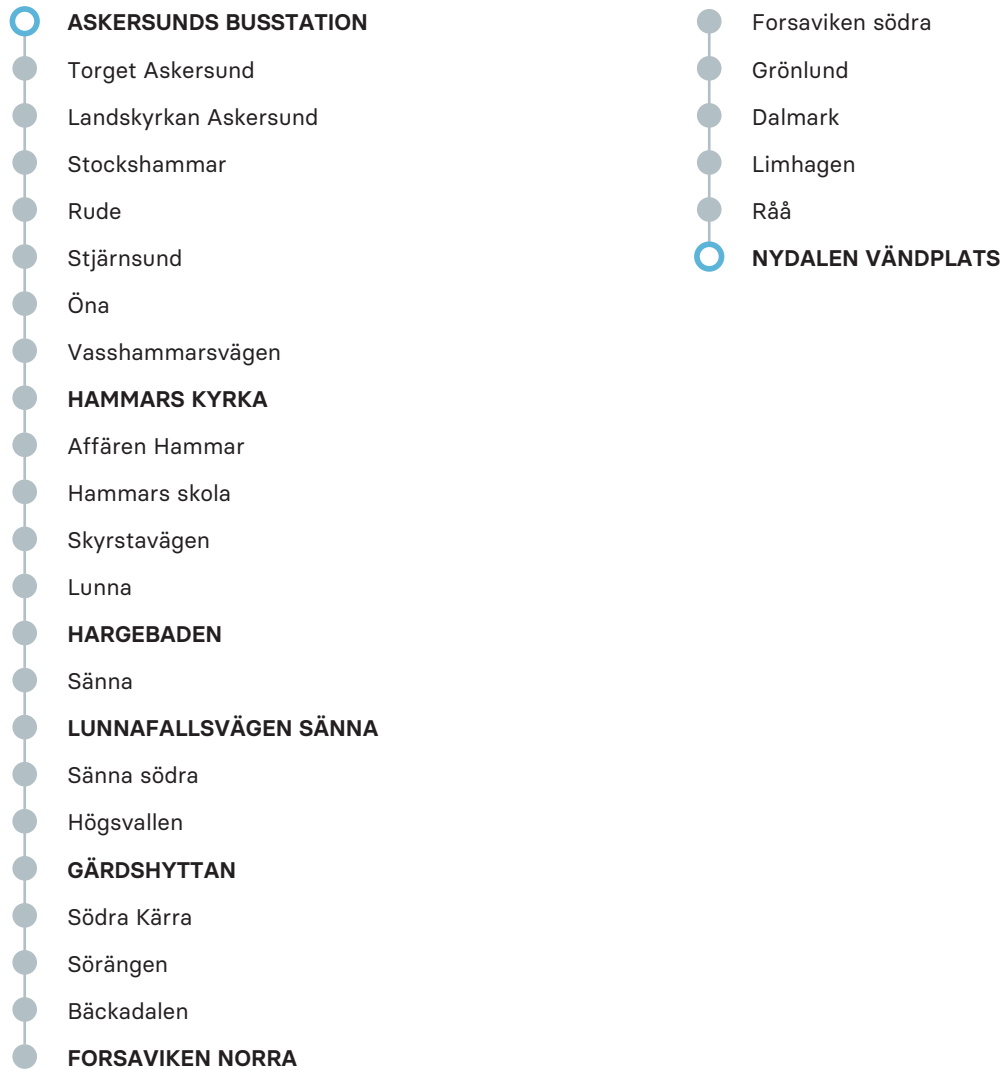 ASKERSUNDS BUSSTATION
Torget Askersund
Landskyrkan Askersund
Stockshammar
Rude
Stjärnsund
Öna
Vasshammarsvägen
HAMMARS KYRKA
Affären Hammar
Hammars skola
Skyrstavägen
Lunna
HARGEBADEN
Sänna
LUNNAFALLSVÄGEN SÄNNA
Sänna södra
Högsvallen
GÄRDSHYTTAN
Södra Kärra
Sörängen
Bäckadalen
FORSAVIKEN NORRA
Forsaviken södra
Grönlund
Dalmark
Limhagen
Råå
NYDALEN VÄNDPLATS